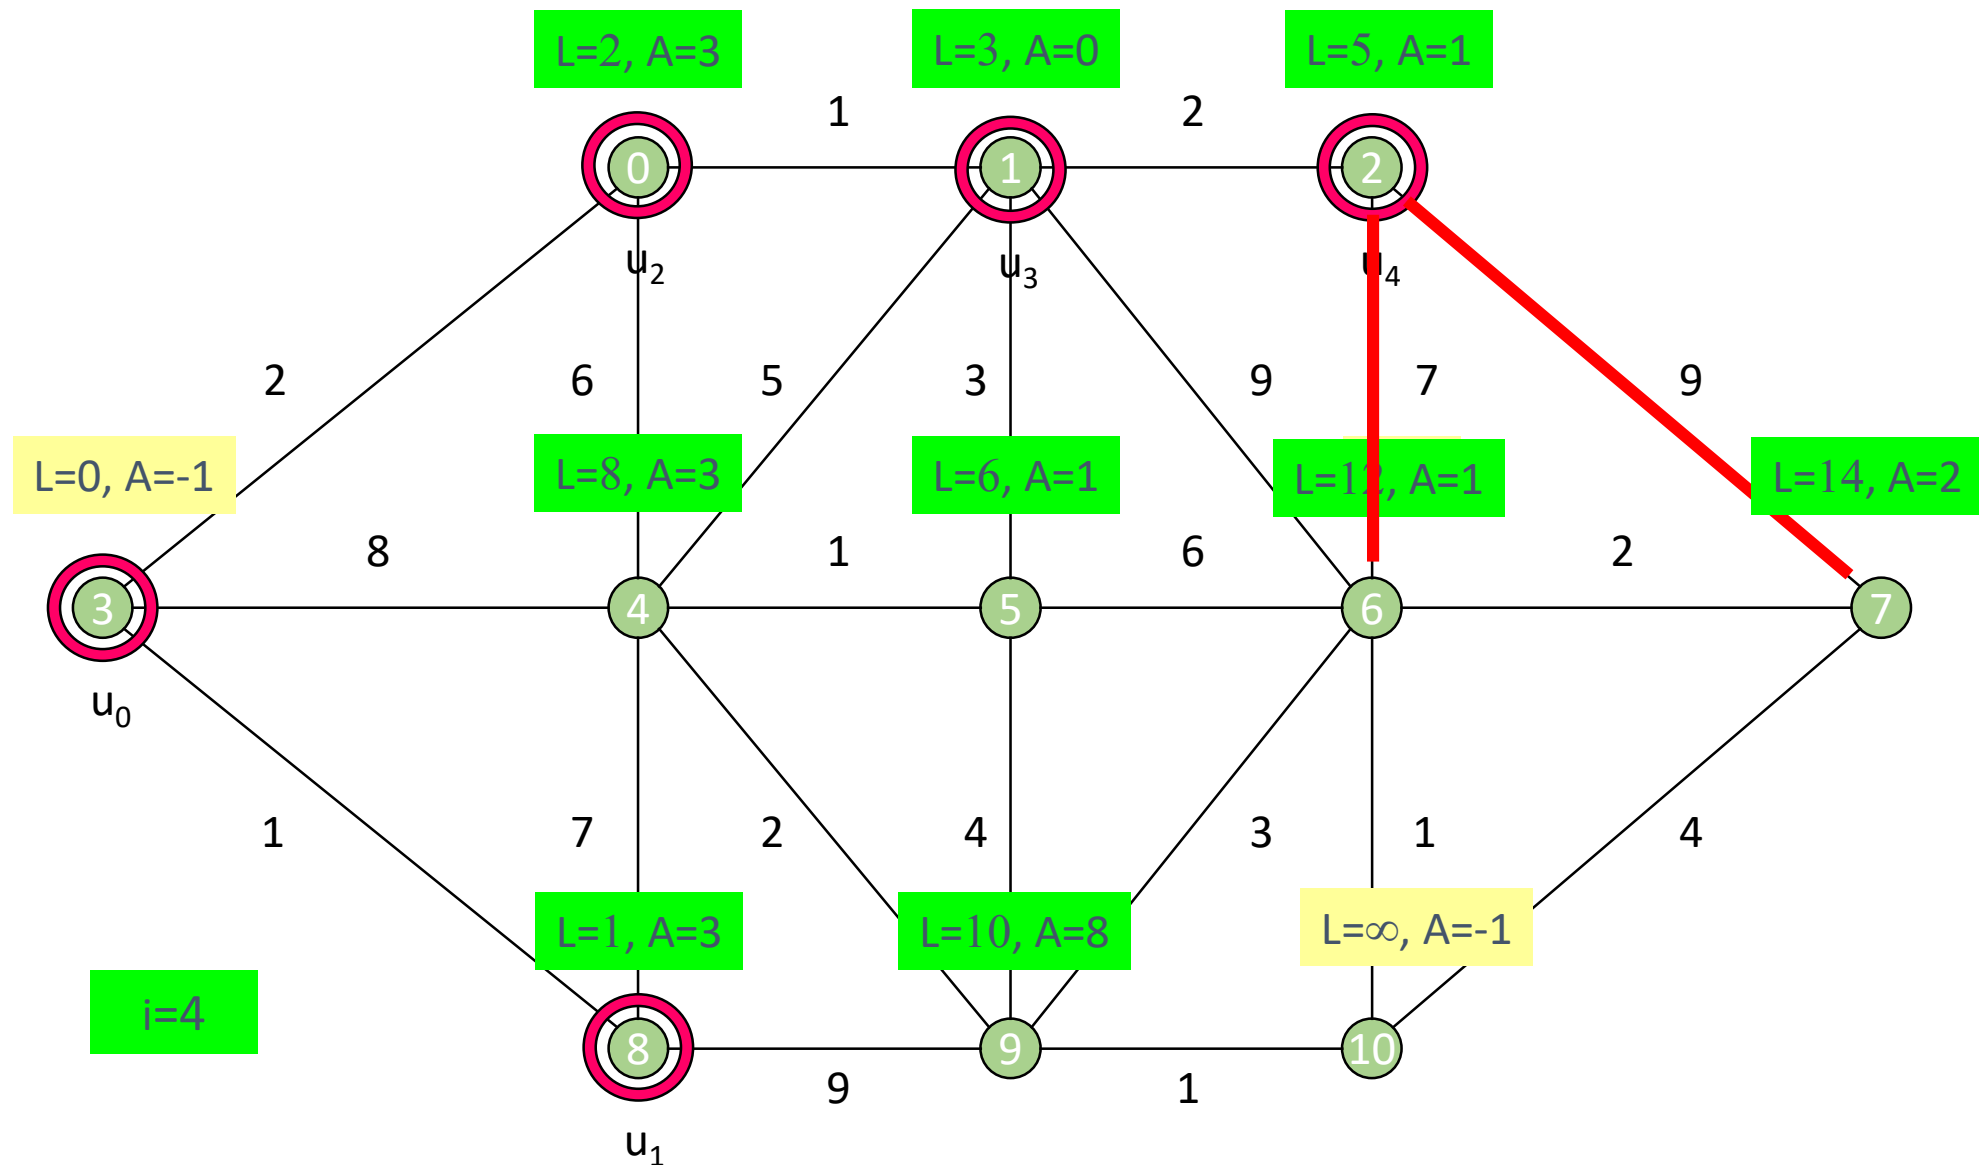 L=2, A=3
L=3, A=0
L=5, A=1
1
2
0
1
2
u2
u3
u4
2
6
5
3
9
7
9
L=0, A=-1
L=8, A=3
L=6, A=1
L=12, A=1
L=14, A=2
8
1
6
2
3
4
5
6
7
u0
1
7
2
4
3
1
4
L=1, A=3
L=10, A=8
L=∞, A=-1
i=4
8
9
10
9
1
u1